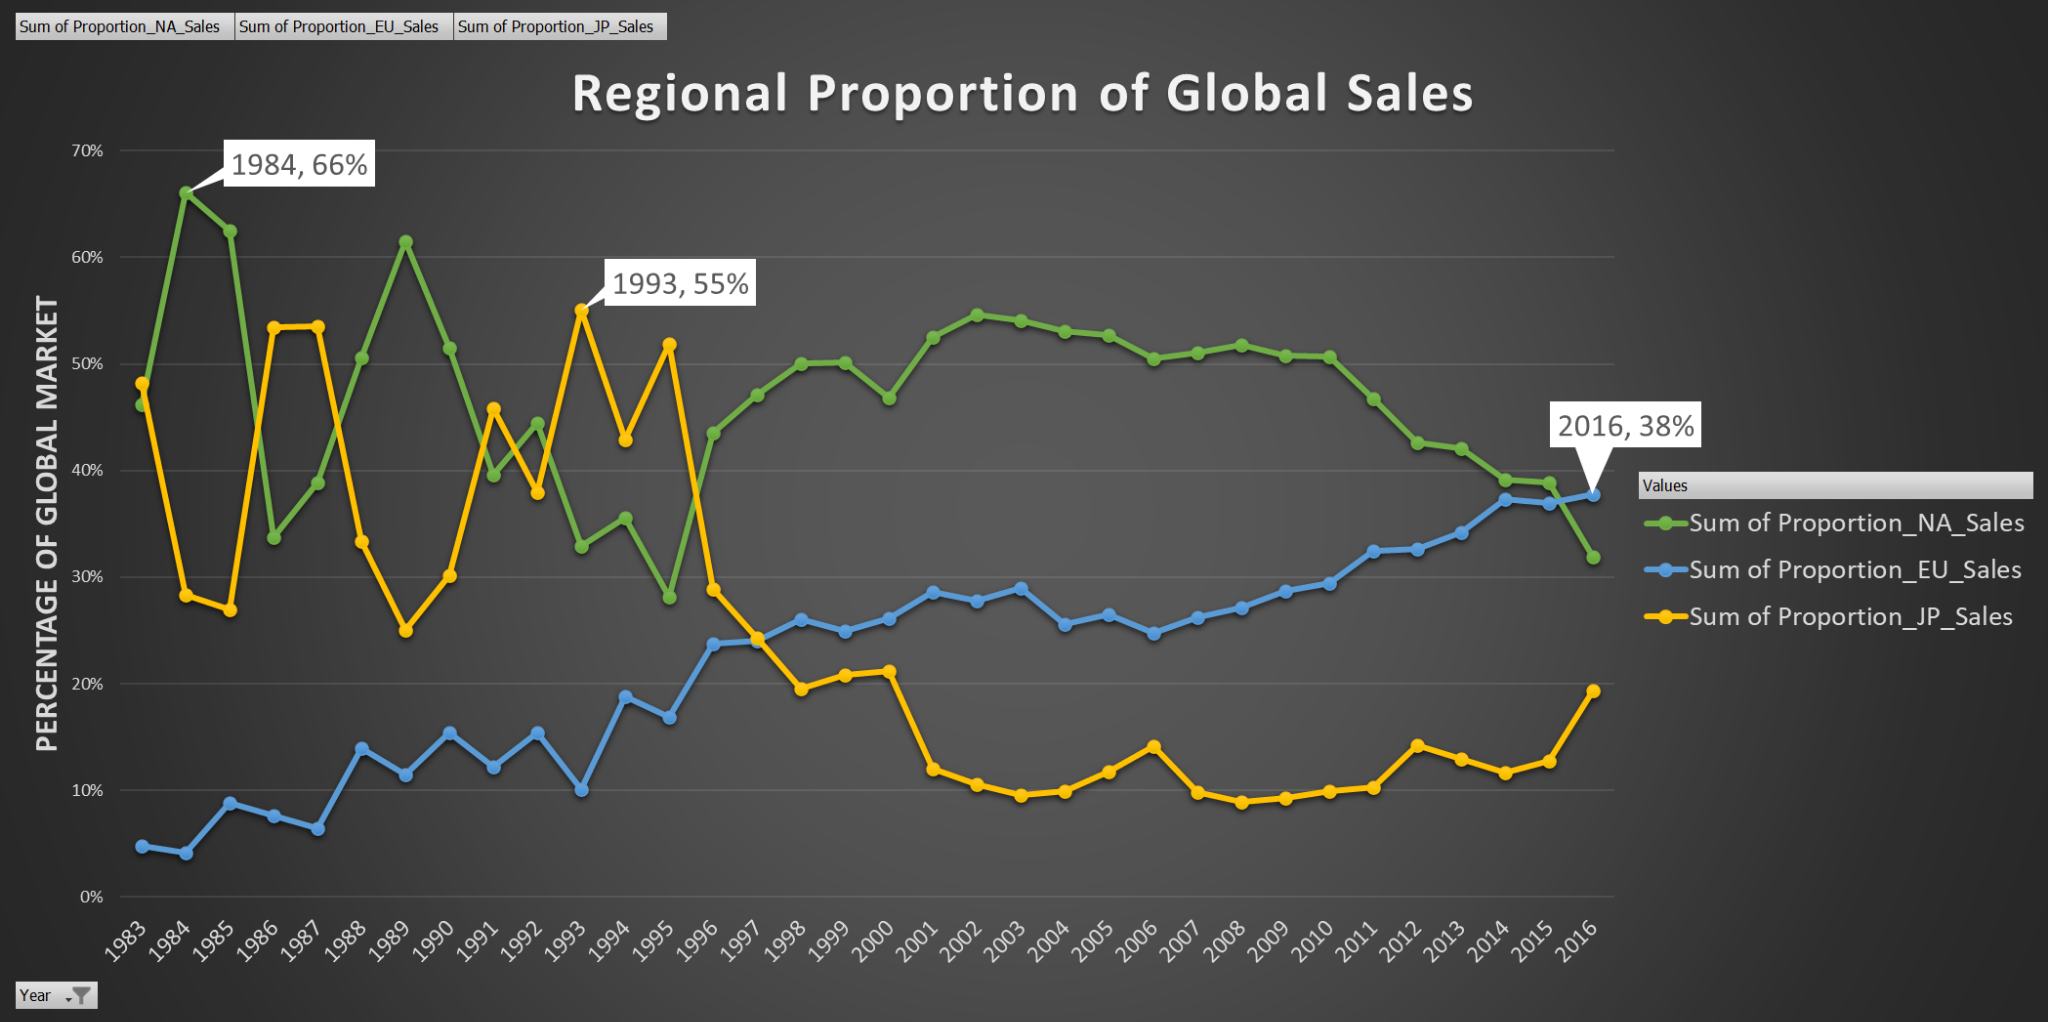 Sum of Proportion_NA_Sales Sum of Proportion_EU_Sales Sum of Proportion_JP_Sales
Regional Proportion of Global Sales
PERCENTAGE OF GLOBAL MARKET
70%
60%
50%
40%
30%
20%
10%
0%
1984, 66%
1993, 55%
2016, 38%
Values
Sum of Proportion_NA_Sales
Sum of Proportion_EU_Sales
Sum of Proportion_JP_Sales
1983 1984 1985 1986 1987 1988 1989 1990 1991 1992 1993 1994 1995 1996 1997 1998 1999 2000 2001 2002 2003 2004 2005 2006 2007 2008 2009 2010 2011 2012 2013 2014 2015 2016
Year